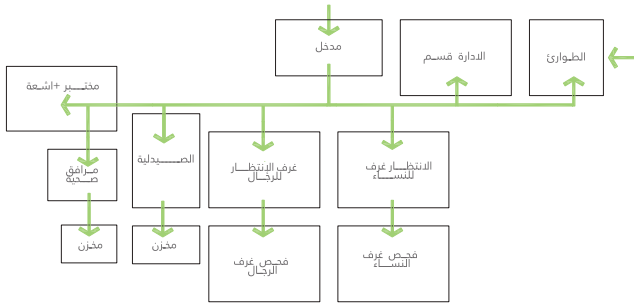 مدخل
الادارة قسم
الطوارئ
مختبر +اشعة
مرافق
صحية
الصيدلية
غرف الانتظار
للرجال
الانتظار غرف
للنساء
مخزن
مخزن
فحص غرف
الرجال
فحص غرف
النساء